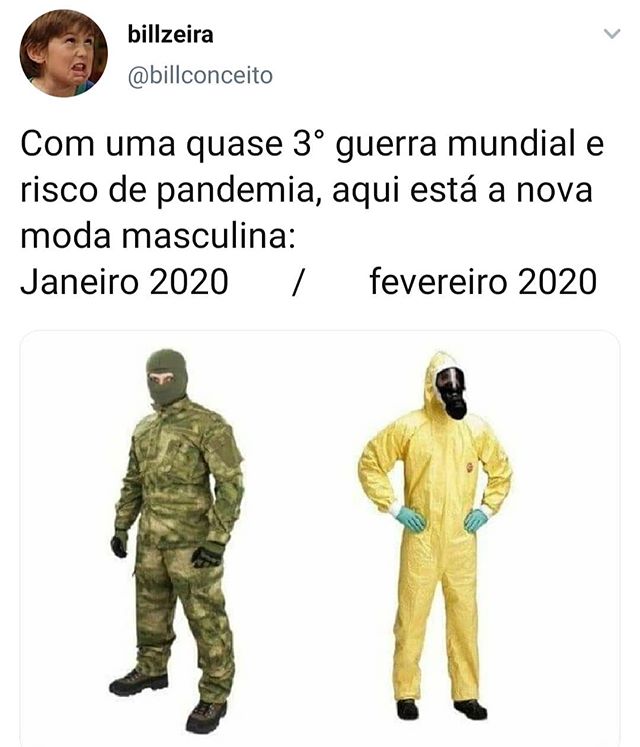 billzeira
@billconceito
Com uma quase 3° guerra mundial e
risco de pandemia, aqui está a nova
moda masculina:
Janeiro 2020 / fevereiro 2020